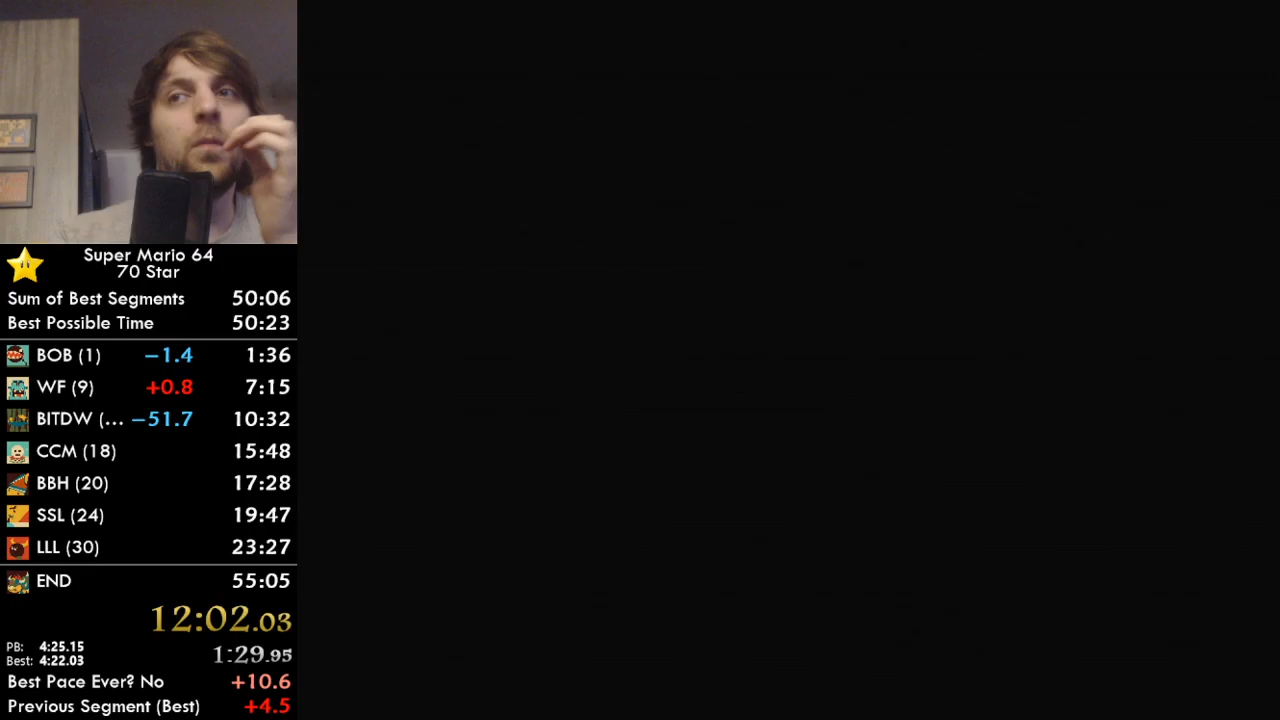 Super Mario 64
70 Star
Sum of Best Segments 50:06
Best Possible Time 50:23
BOB (1) −1.4 1:36
WF (9) +0.8 7:15
BITDW (... −51.7 10:32
CCM (18) 15:48
BBH (20) 17:28
SSL (24) 19:47
LLL (30) 23:27
END 55:05
12:02.03
PB: 4:25.15
Best: 4:22.03
1:29.95
Best Pace Ever? No +10.6
Previous Segment (Best) +4.5